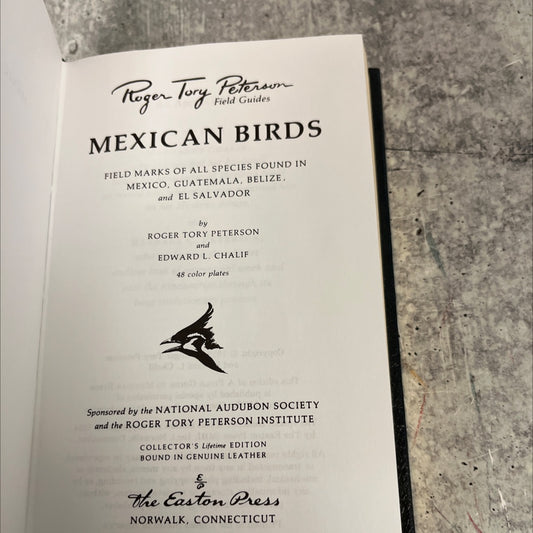 Roger Tory Peterson
Field Guides
MEXICAN BIRDS
FIELD MARKS OF ALL SPECIES FOUND IN
MEXICO, GUATEMALA, BELIZE,
and EL SALVADOR
by
ROGER TORY PETERSON
and
EDWARD L. CHALIF
48 color plates
Sponsored by the NATIONAL AUDUBON SOCIETY
and the ROGER TORY PETERSON INSTITUTE
COLLECTOR'S Lifetime EDITION
BOUND IN GENUINE LEATHER
The Easton Press
NORWALK, CONNECTICUT